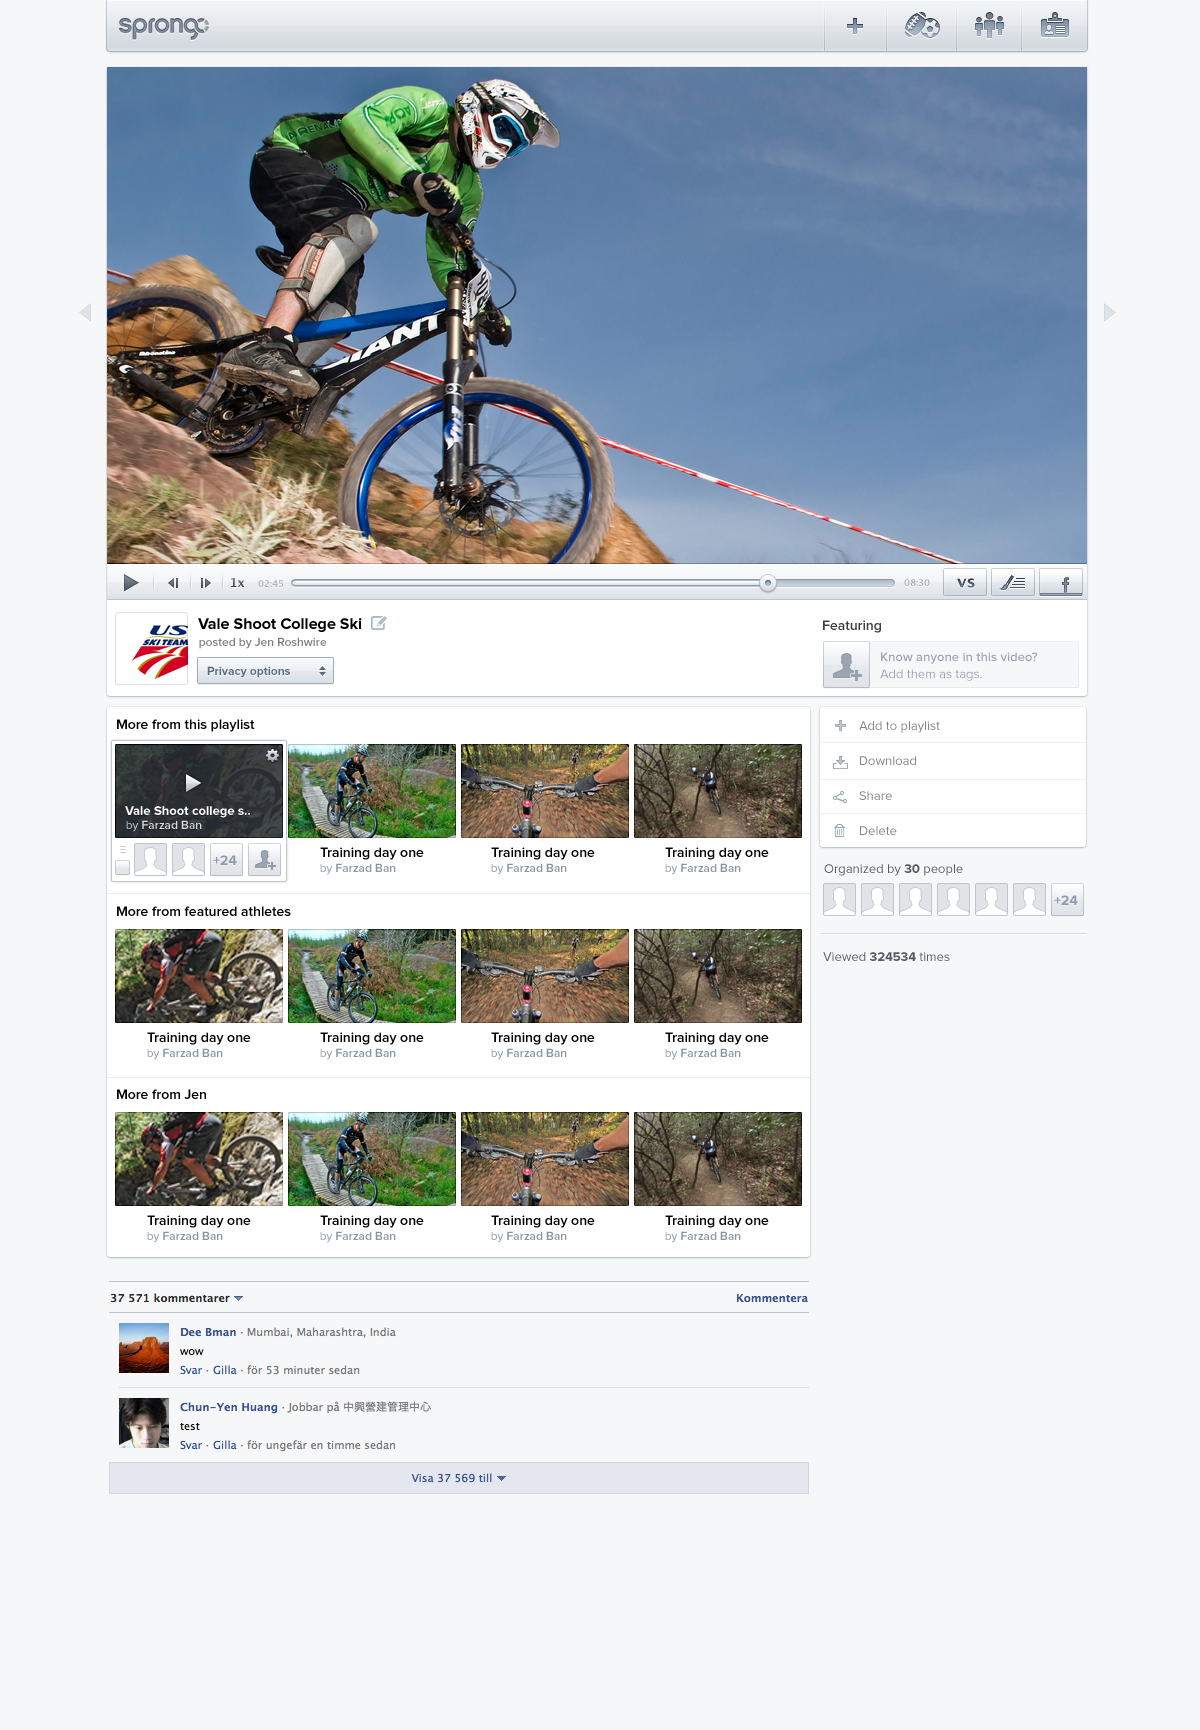 sprongo
GIANT
1x
02:45
08:30
VS
f
US
SKI TEAM
Vale Shoot College Ski
posted by Jen Roshwire
Privacy options
Featuring
Know anyone in this video?
Add them as tags.
More from this playlist
Vale Shoot college s..
by Farzad Ban
+24
Training day one
by Farzad Ban
Training day one
by Farzad Ban
Training day one
by Farzad Ban
Add to playlist
Download
Share
Delete
Organized by 30 people
+24
Viewed 324534 times
More from featured athletes
Training day one
by Farzad Ban
Training day one
by Farzad Ban
Training day one
by Farzad Ban
Training day one
by Farzad Ban
More from Jen
Training day one
by Farzad Ban
Training day one
by Farzad Ban
Training day one
by Farzad Ban
Training day one
by Farzad Ban
37 571 kommentarer
Kommentera
Dee Bman · Mumbai, Maharashtra, India
wow
Svar · Gilla · för 53 minuter sedan
Chun-Yen Huang · Jobbar på 中興營建管理中心
test
Svar · Gilla · för ungefär en timme sedan
Visa 37 569 till